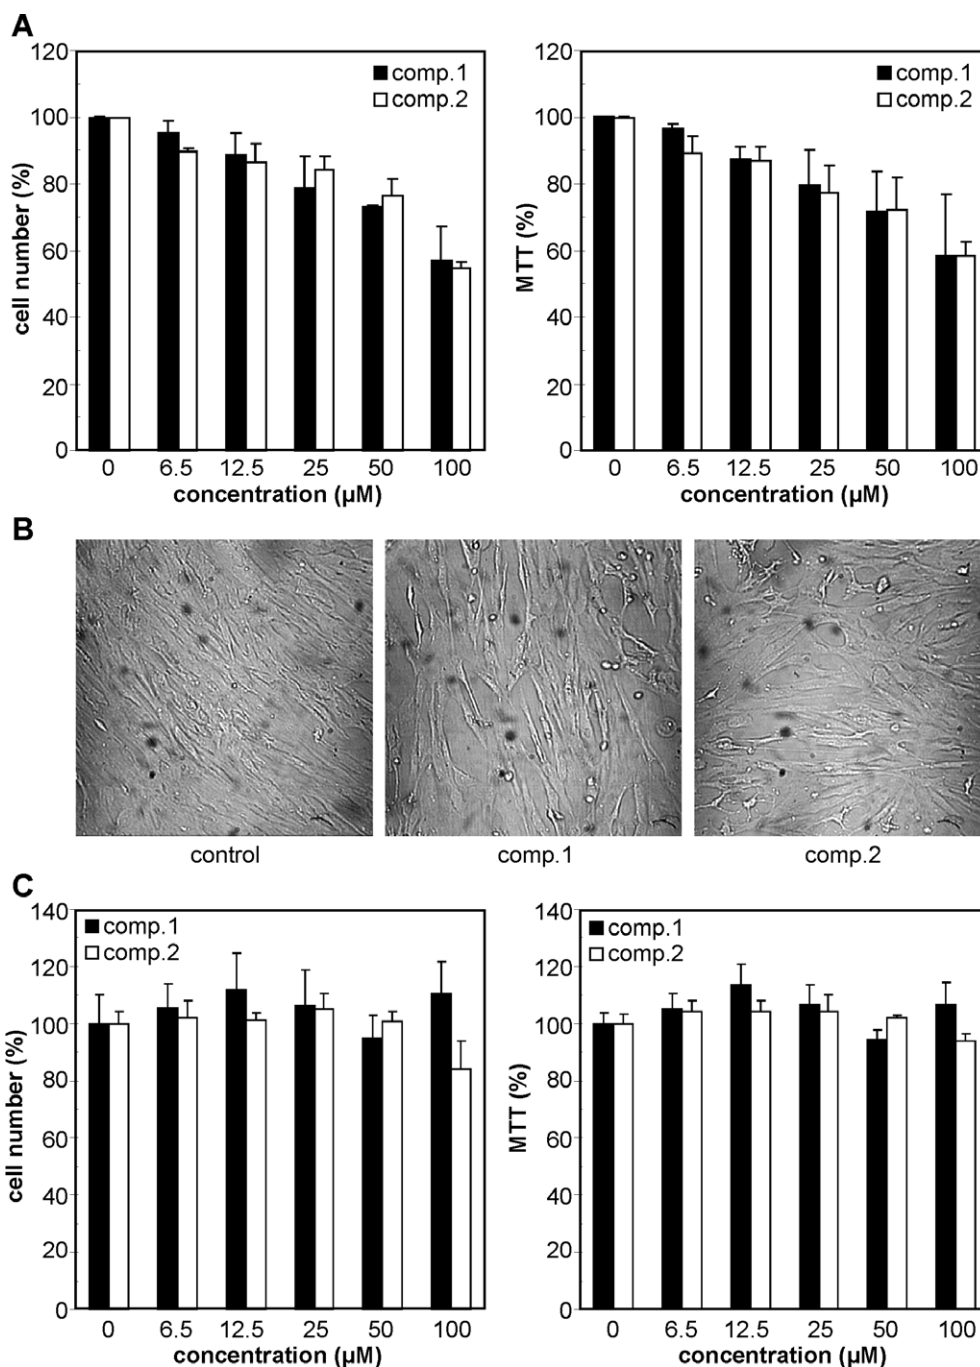 A
120
100
80
60
40
20
0
cell number (%)
comp.1
comp.2
0 6.5 12.5 25 50 100
concentration (µM)
120
100
80
60
40
20
0
MTT (%)
comp.1
comp.2
0 6.5 12.5 25 50 100
concentration (µM)
B
control comp.1 comp.2
C
140
120
100
80
60
40
20
0
cell number (%)
comp.1
comp.2
0 6.5 12.5 25 50 100
concentration (µM)
140
120
100
80
60
40
20
0
MTT (%)
comp.1
comp.2
0 6.5 12.5 25 50 100
concentration (µM)